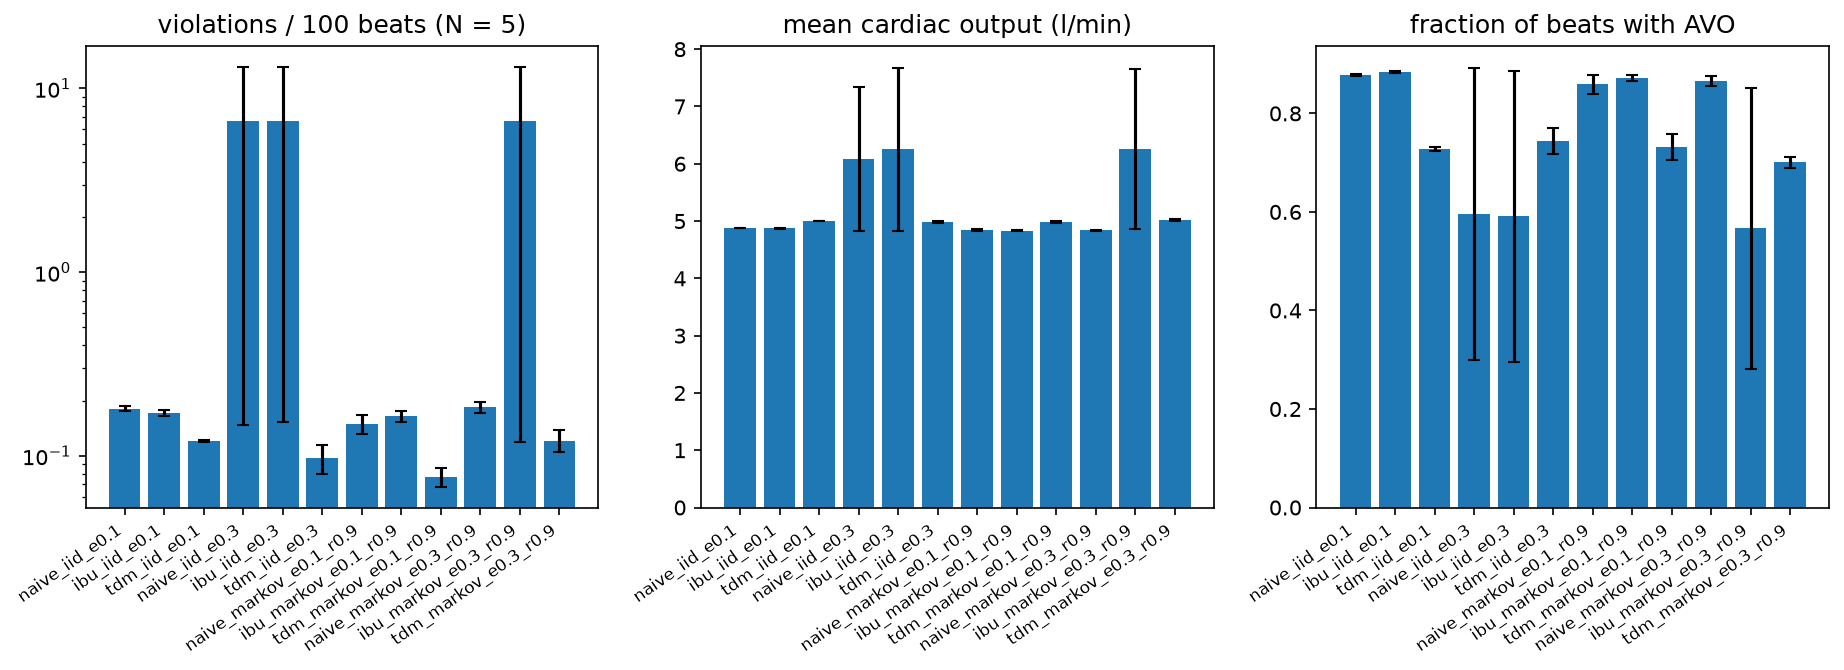 violations / 100 beats (N = 5)
10¹
10⁰
10⁻¹
naive_iid_e0.1
ibu_iid_e0.1
tdm_iid_e0.1
naive_iid_e0.3
ibu_iid_e0.3
tdm_iid_e0.3
naive_markov_e0.1_r0.9
ibu_markov_e0.1_r0.9
tdm_markov_e0.1_r0.9
naive_markov_e0.3_r0.9
ibu_markov_e0.3_r0.9
tdm_markov_e0.3_r0.9
mean cardiac output (l/min)
8
7
6
5
4
3
2
1
0
naive_iid_e0.1
ibu_iid_e0.1
tdm_iid_e0.1
naive_iid_e0.3
ibu_iid_e0.3
tdm_iid_e0.3
naive_markov_e0.1_r0.9
ibu_markov_e0.1_r0.9
tdm_markov_e0.1_r0.9
naive_markov_e0.3_r0.9
ibu_markov_e0.3_r0.9
tdm_markov_e0.3_r0.9
fraction of beats with AVO
0.8
0.6
0.4
0.2
0.0
naive_iid_e0.1
ibu_iid_e0.1
tdm_iid_e0.1
naive_iid_e0.3
ibu_iid_e0.3
tdm_iid_e0.3
naive_markov_e0.1_r0.9
ibu_markov_e0.1_r0.9
tdm_markov_e0.1_r0.9
naive_markov_e0.3_r0.9
ibu_markov_e0.3_r0.9
tdm_markov_e0.3_r0.9